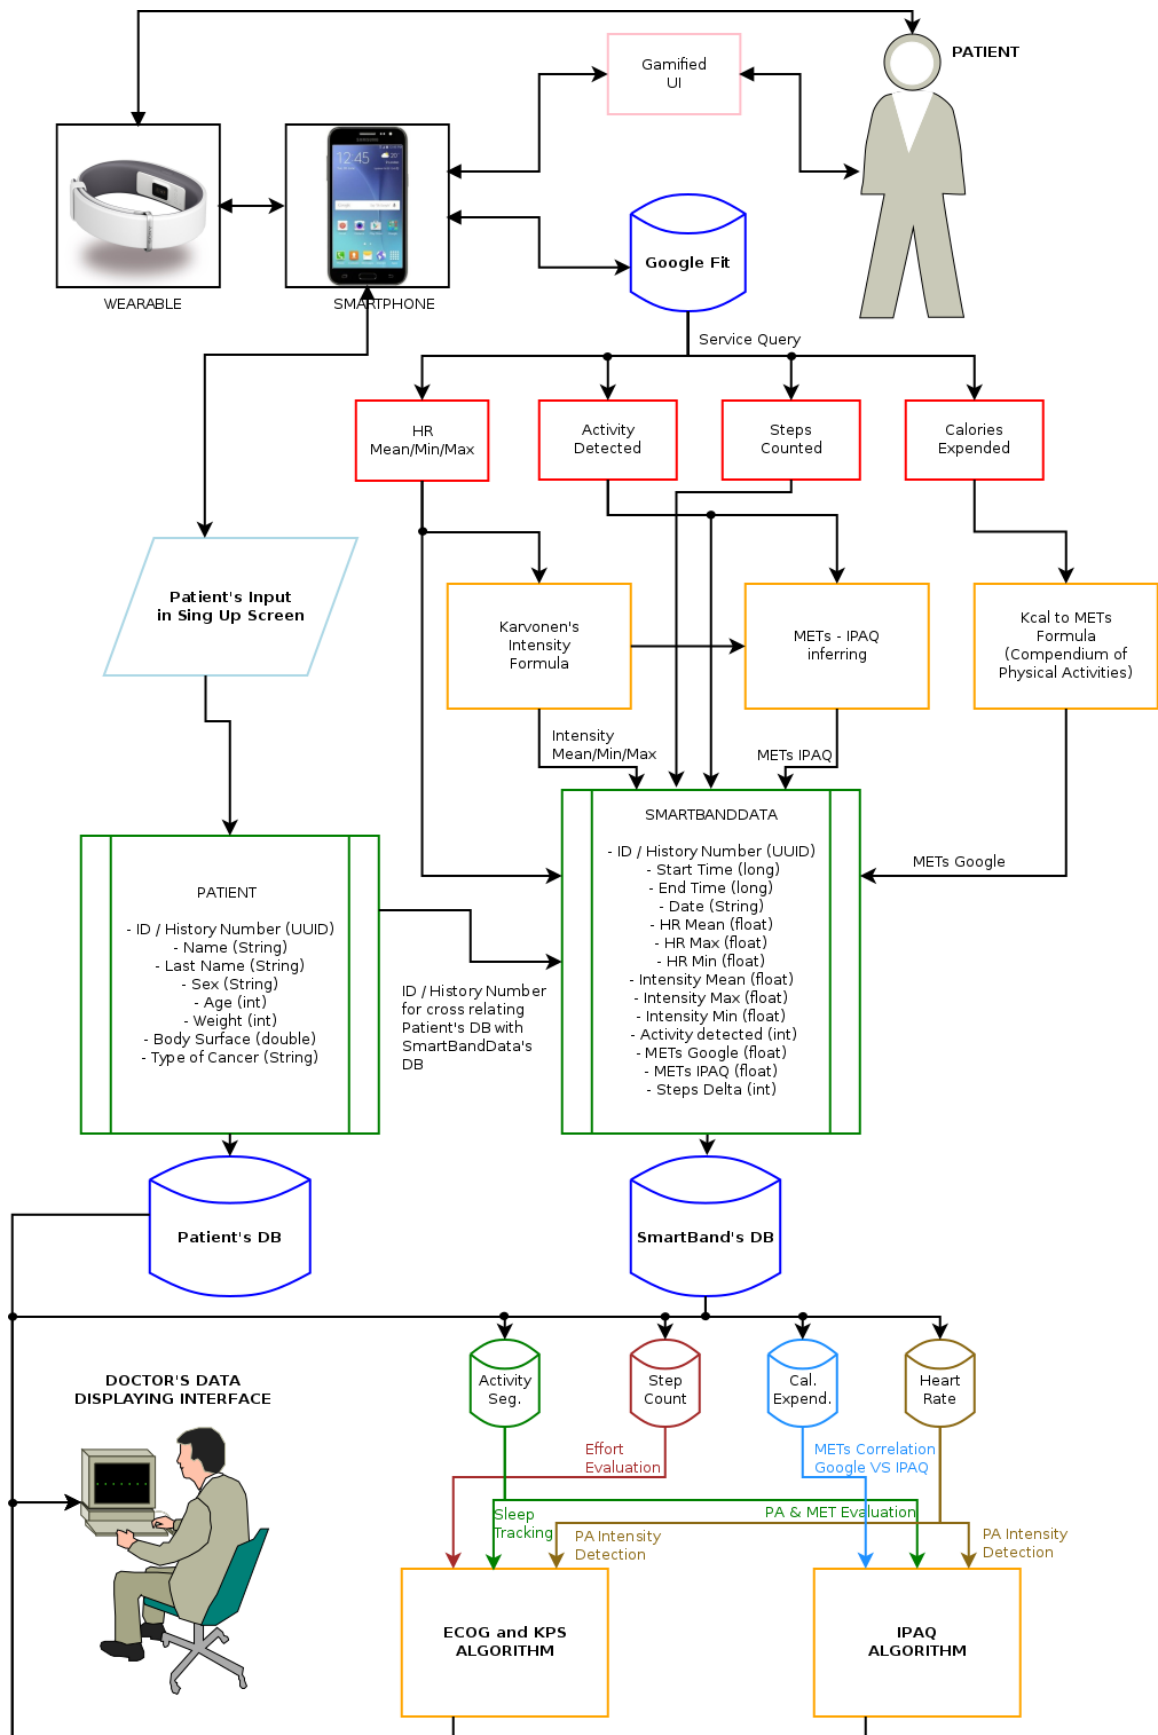 PATIENT
Gamified
UI
12:45
20°
SAMSUNG
Google
WEARABLE
SMARTPHONE
Google Fit
Service Query
HR
Mean/Min/Max
Activity
Detected
Steps
Counted
Calories
Expended
Patient's Input
in Sing Up Screen
Karvonen's
Intensity
Formula
METs - IPAQ
inferring
Kcal to METs
Formula
(Compendium of
Physical Activities)
Intensity
Mean/Min/Max
METs IPAQ
METs Google
PATIENT
- ID / History Number (UUID)
- Name (String)
- Last Name (String)
- Sex (String)
- Age (int)
- Weight (int)
- Body Surface (double)
- Type of Cancer (String)
ID / History Number
for cross relating
Patient's DB with
SmartBandData's
DB
SMARTBANDDATA
- ID / History Number (UUID)
- Start Time (long)
- End Time (long)
- Date (String)
- HR Mean (float)
- HR Max (float)
- HR Min (float)
- Intensity Mean (float)
- Intensity Max (float)
- Intensity Min (float)
- Activity detected (int)
- METs Google (float)
- METs IPAQ (float)
- Steps Delta (int)
Patient's DB
SmartBand's DB
DOCTOR'S DATA
DISPLAYING INTERFACE
Activity
Seg.
Step
Count
Cal.
Expend.
Heart
Rate
Effort
Evaluation
METs Correlation
Google VS IPAQ
Sleep
Tracking
PA & MET Evaluation
PA Intensity
Detection
PA Intensity
Detection
ECOG and KPS
ALGORITHM
IPAQ
ALGORITHM